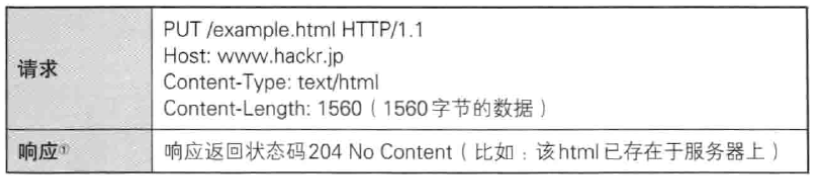 请求
PUT /example.html HTTP/1.1
Host: www.hackr.jp
Content-Type: text/html
Content-Length: 1560（1560字节的数据）
响应①
响应返回状态码204 No Content（比如：该html已存在于服务器上）